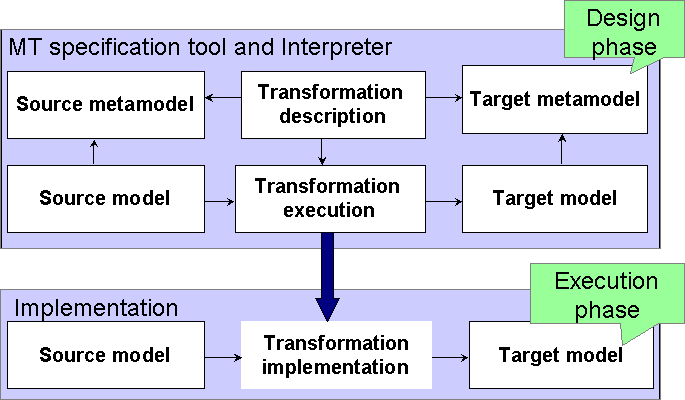 Design
phase
MT specification tool and Interpreter
Source metamodel
Transformation
description
Target metamodel
Source model
Transformation
execution
Target model
Execution
phase
Implementation
Source model
Transformation
implementation
Target model